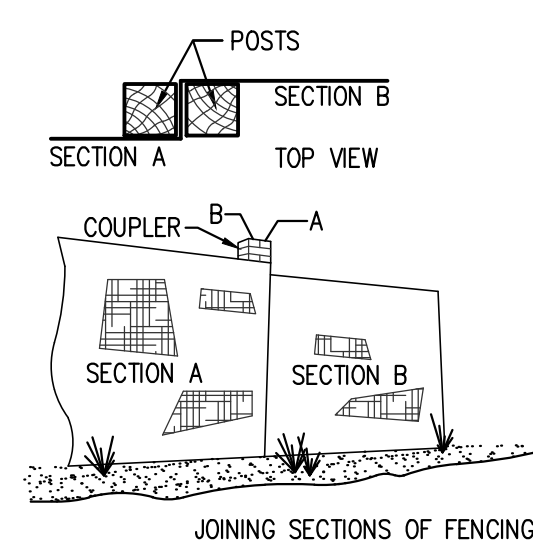 POSTS
SECTION B
SECTION A
TOP VIEW
B
COUPLER
A
SECTION A
SECTION B
JOINING SECTIONS OF FENCING